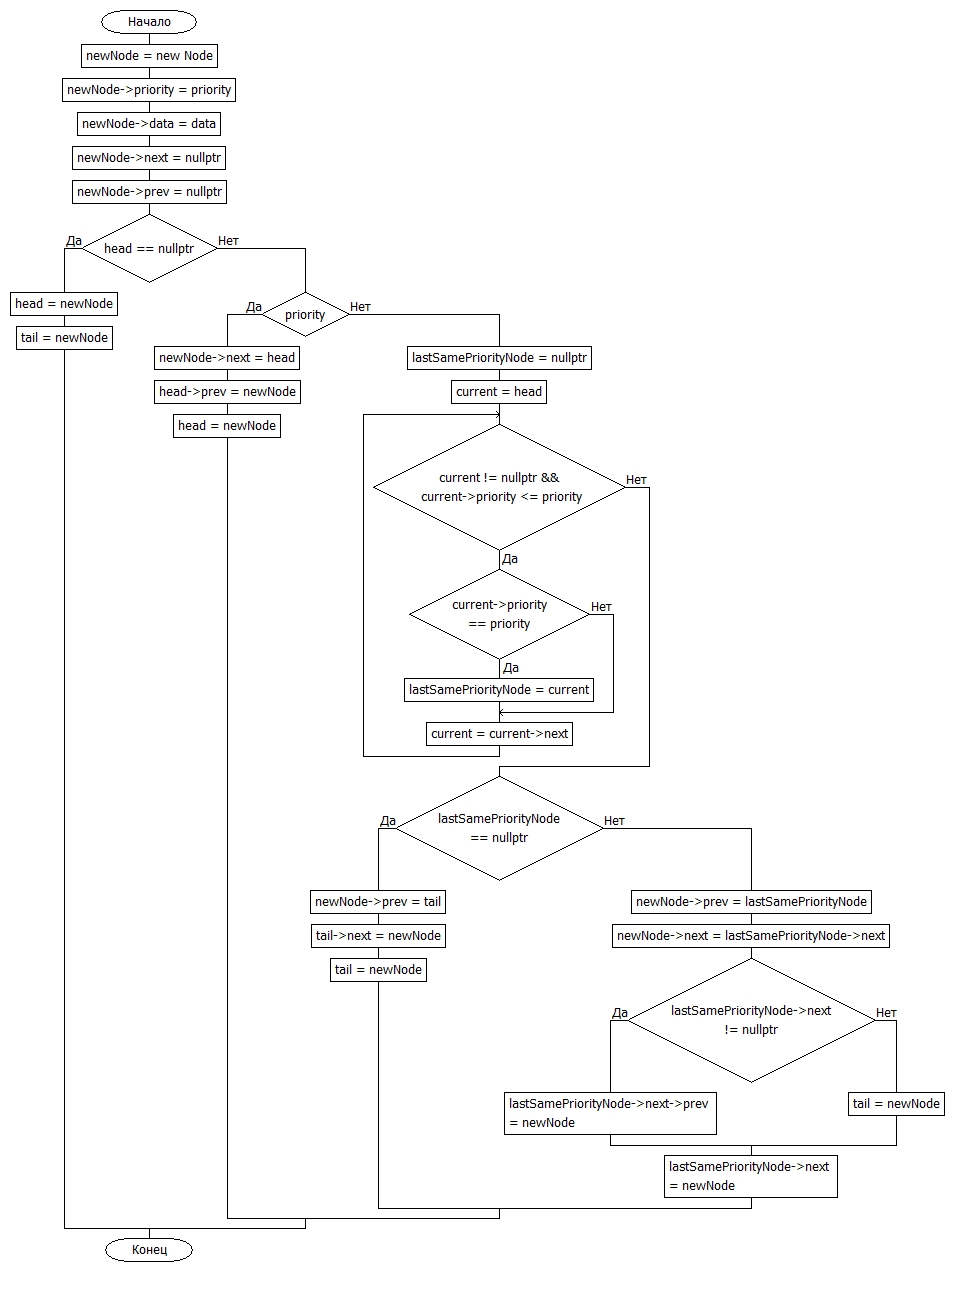 Начало
newNode = new Node
newNode->priority = priority
newNode->data = data
newNode->next = nullptr
newNode->prev = nullptr
Да
head == nullptr
Нет
head = newNode
tail = newNode
Да
priority
Нет
newNode->next = head
head->prev = newNode
head = newNode
lastSamePriorityNode = nullptr
current = head
current != nullptr &&
current->priority <= priority
Нет
Да
current->priority
== priority
Нет
Да
lastSamePriorityNode = current
current = current->next
Да
lastSamePriorityNode
== nullptr
Нет
newNode->prev = tail
tail->next = newNode
tail = newNode
newNode->prev = lastSamePriorityNode
newNode->next = lastSamePriorityNode->next
Да
lastSamePriorityNode->next
!= nullptr
Нет
lastSamePriorityNode->next->prev
= newNode
tail = newNode
lastSamePriorityNode->next
= newNode
Конец